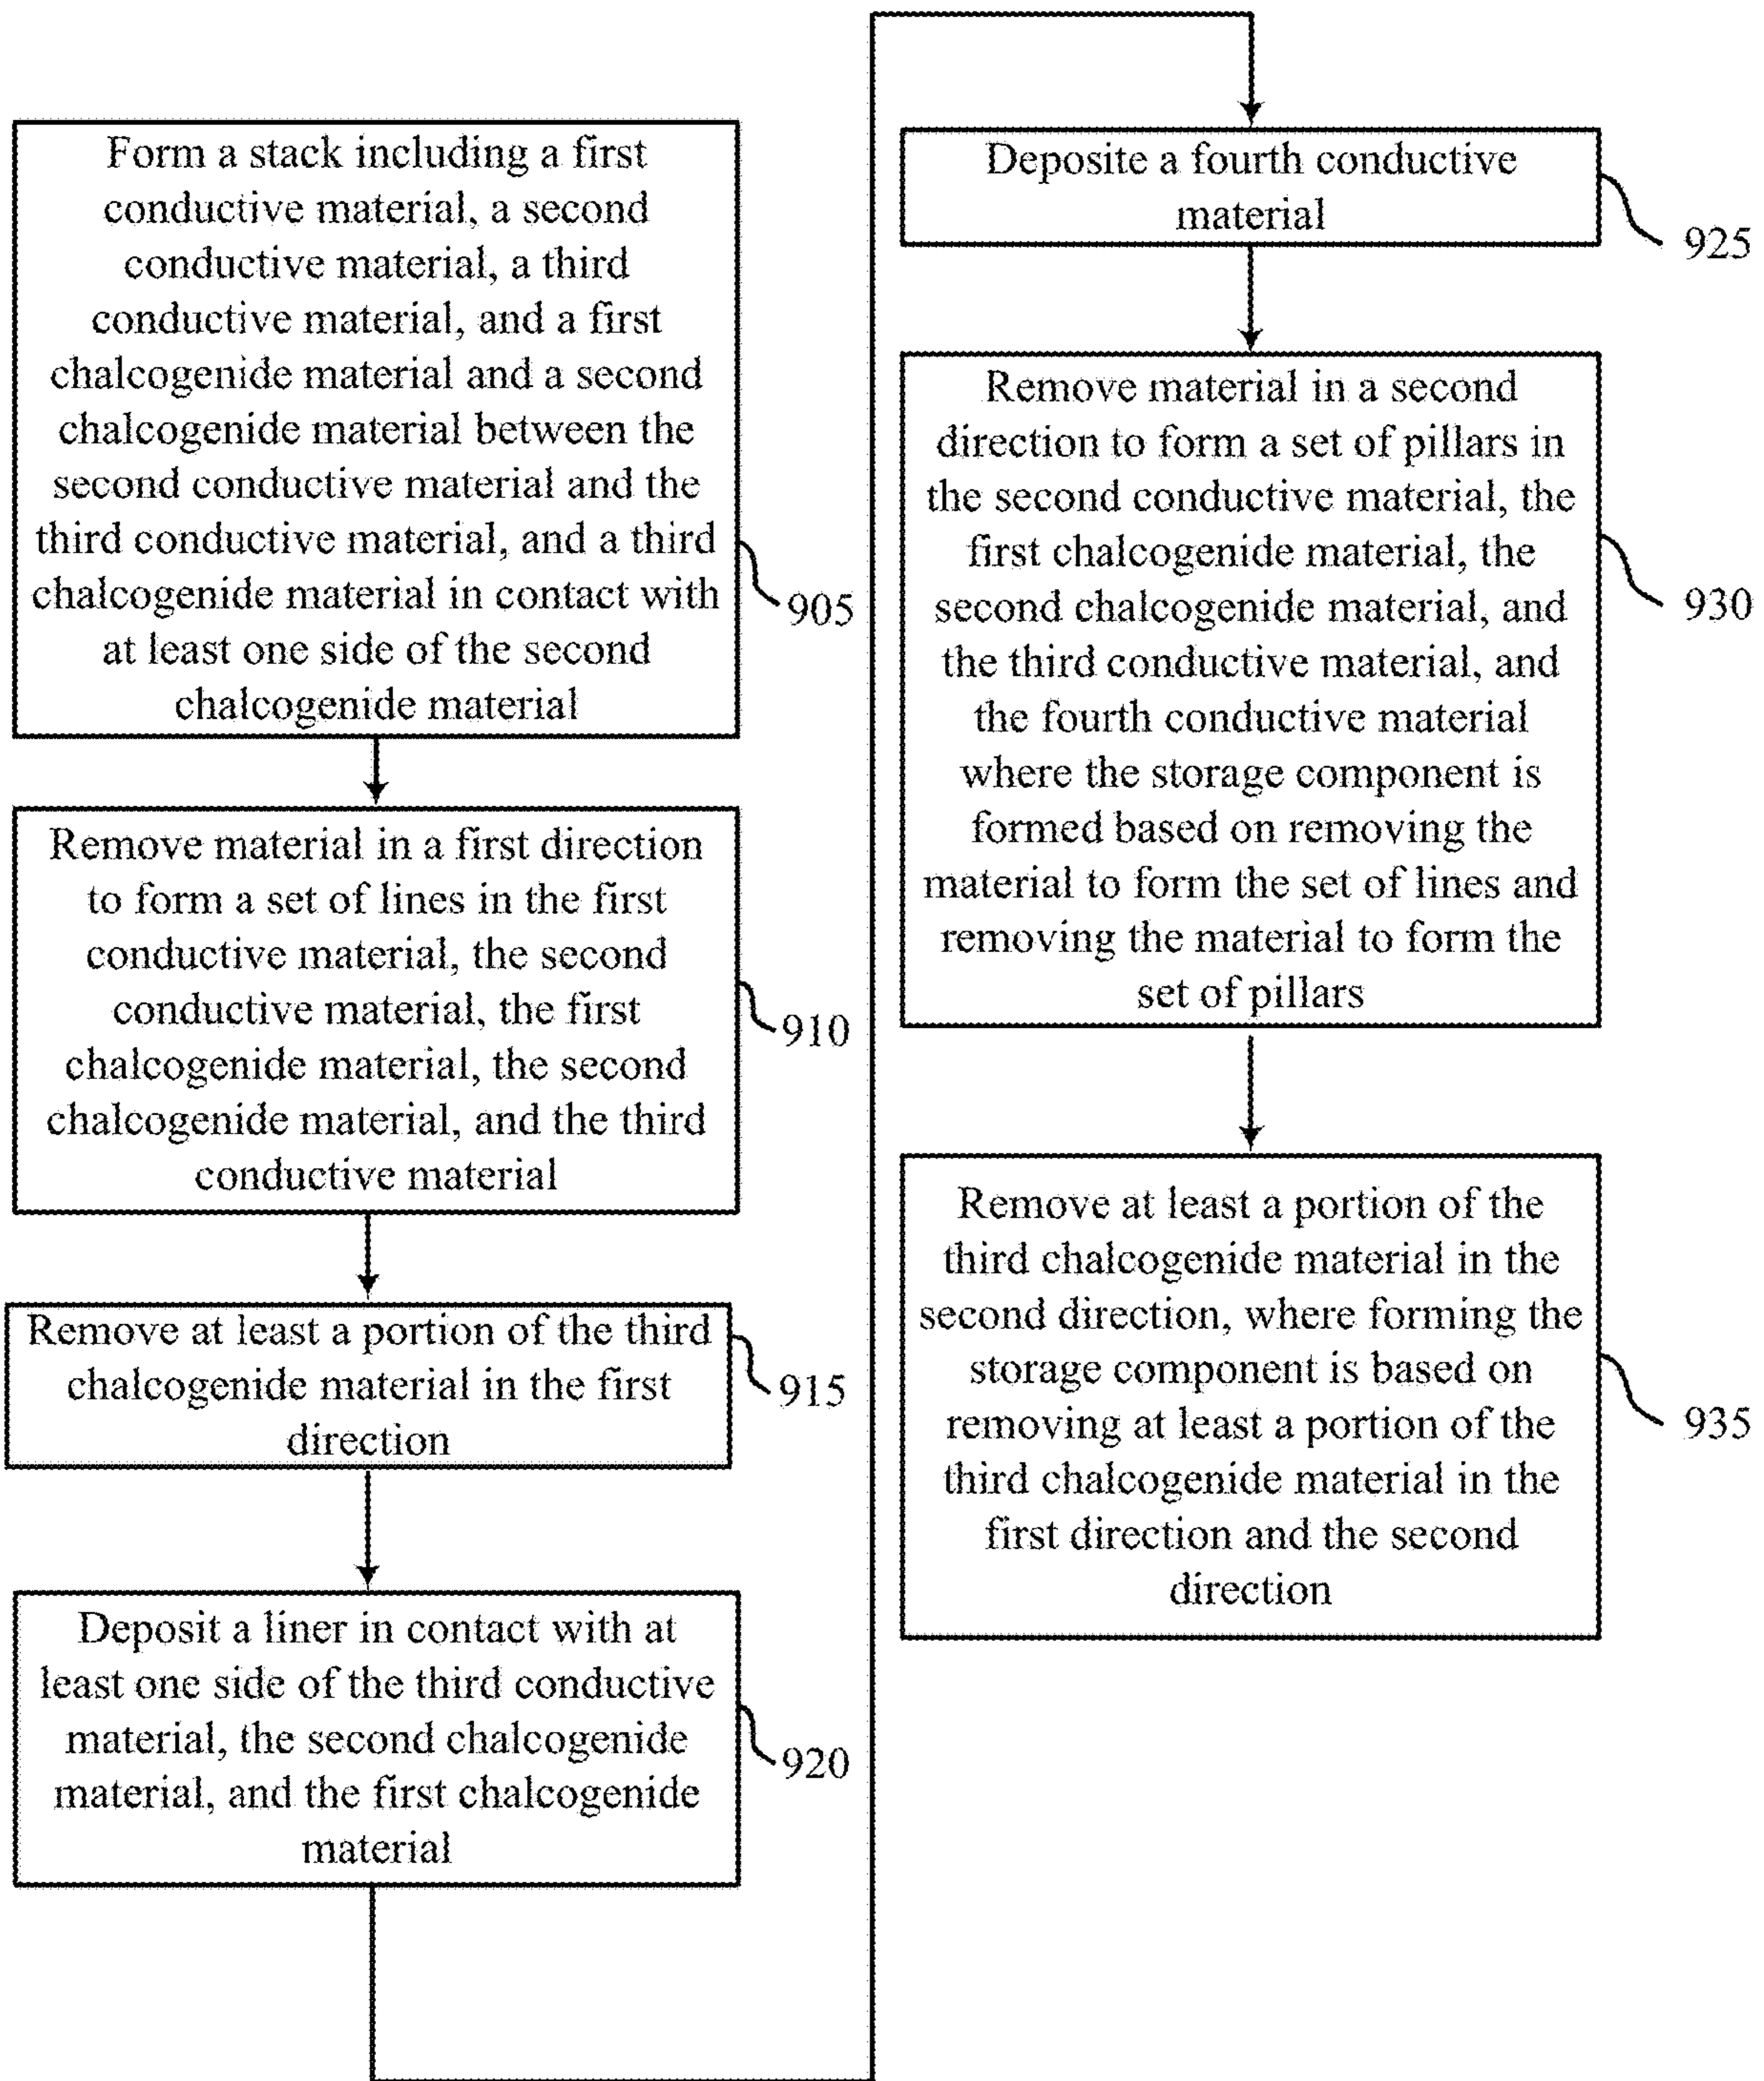 Form a stack including a first
conductive material, a second
conductive material, a third
conductive material, and a first
chalcogenide material and a second
chalcogenide material between the
second conductive material and the
third conductive material, and a third
chalcogenide material in contact with
at least one side of the second
chalcogenide material
905
Remove material in a first direction
to form a set of lines in the first
conductive material, the second
conductive material, the first
chalcogenide material, the second
chalcogenide material, and the third
conductive material
910
Remove at least a portion of the third
chalcogenide material in the first
direction
915
Deposit a liner in contact with at
least one side of the third conductive
material, the second chalcogenide
material, and the first chalcogenide
material
920
Deposite a fourth conductive
material
925
Remove material in a second
direction to form a set of pillars in
the second conductive material, the
first chalcogenide material, the
second chalcogenide material, and
the third conductive material, and
the fourth conductive material
where the storage component is
formed based on removing the
material to form the set of lines and
removing the material to form the
set of pillars
930
Remove at least a portion of the
third chalcogenide material in the
second direction, where forming the
storage component is based on
removing at least a portion of the
third chalcogenide material in the
first direction and the second
direction
935